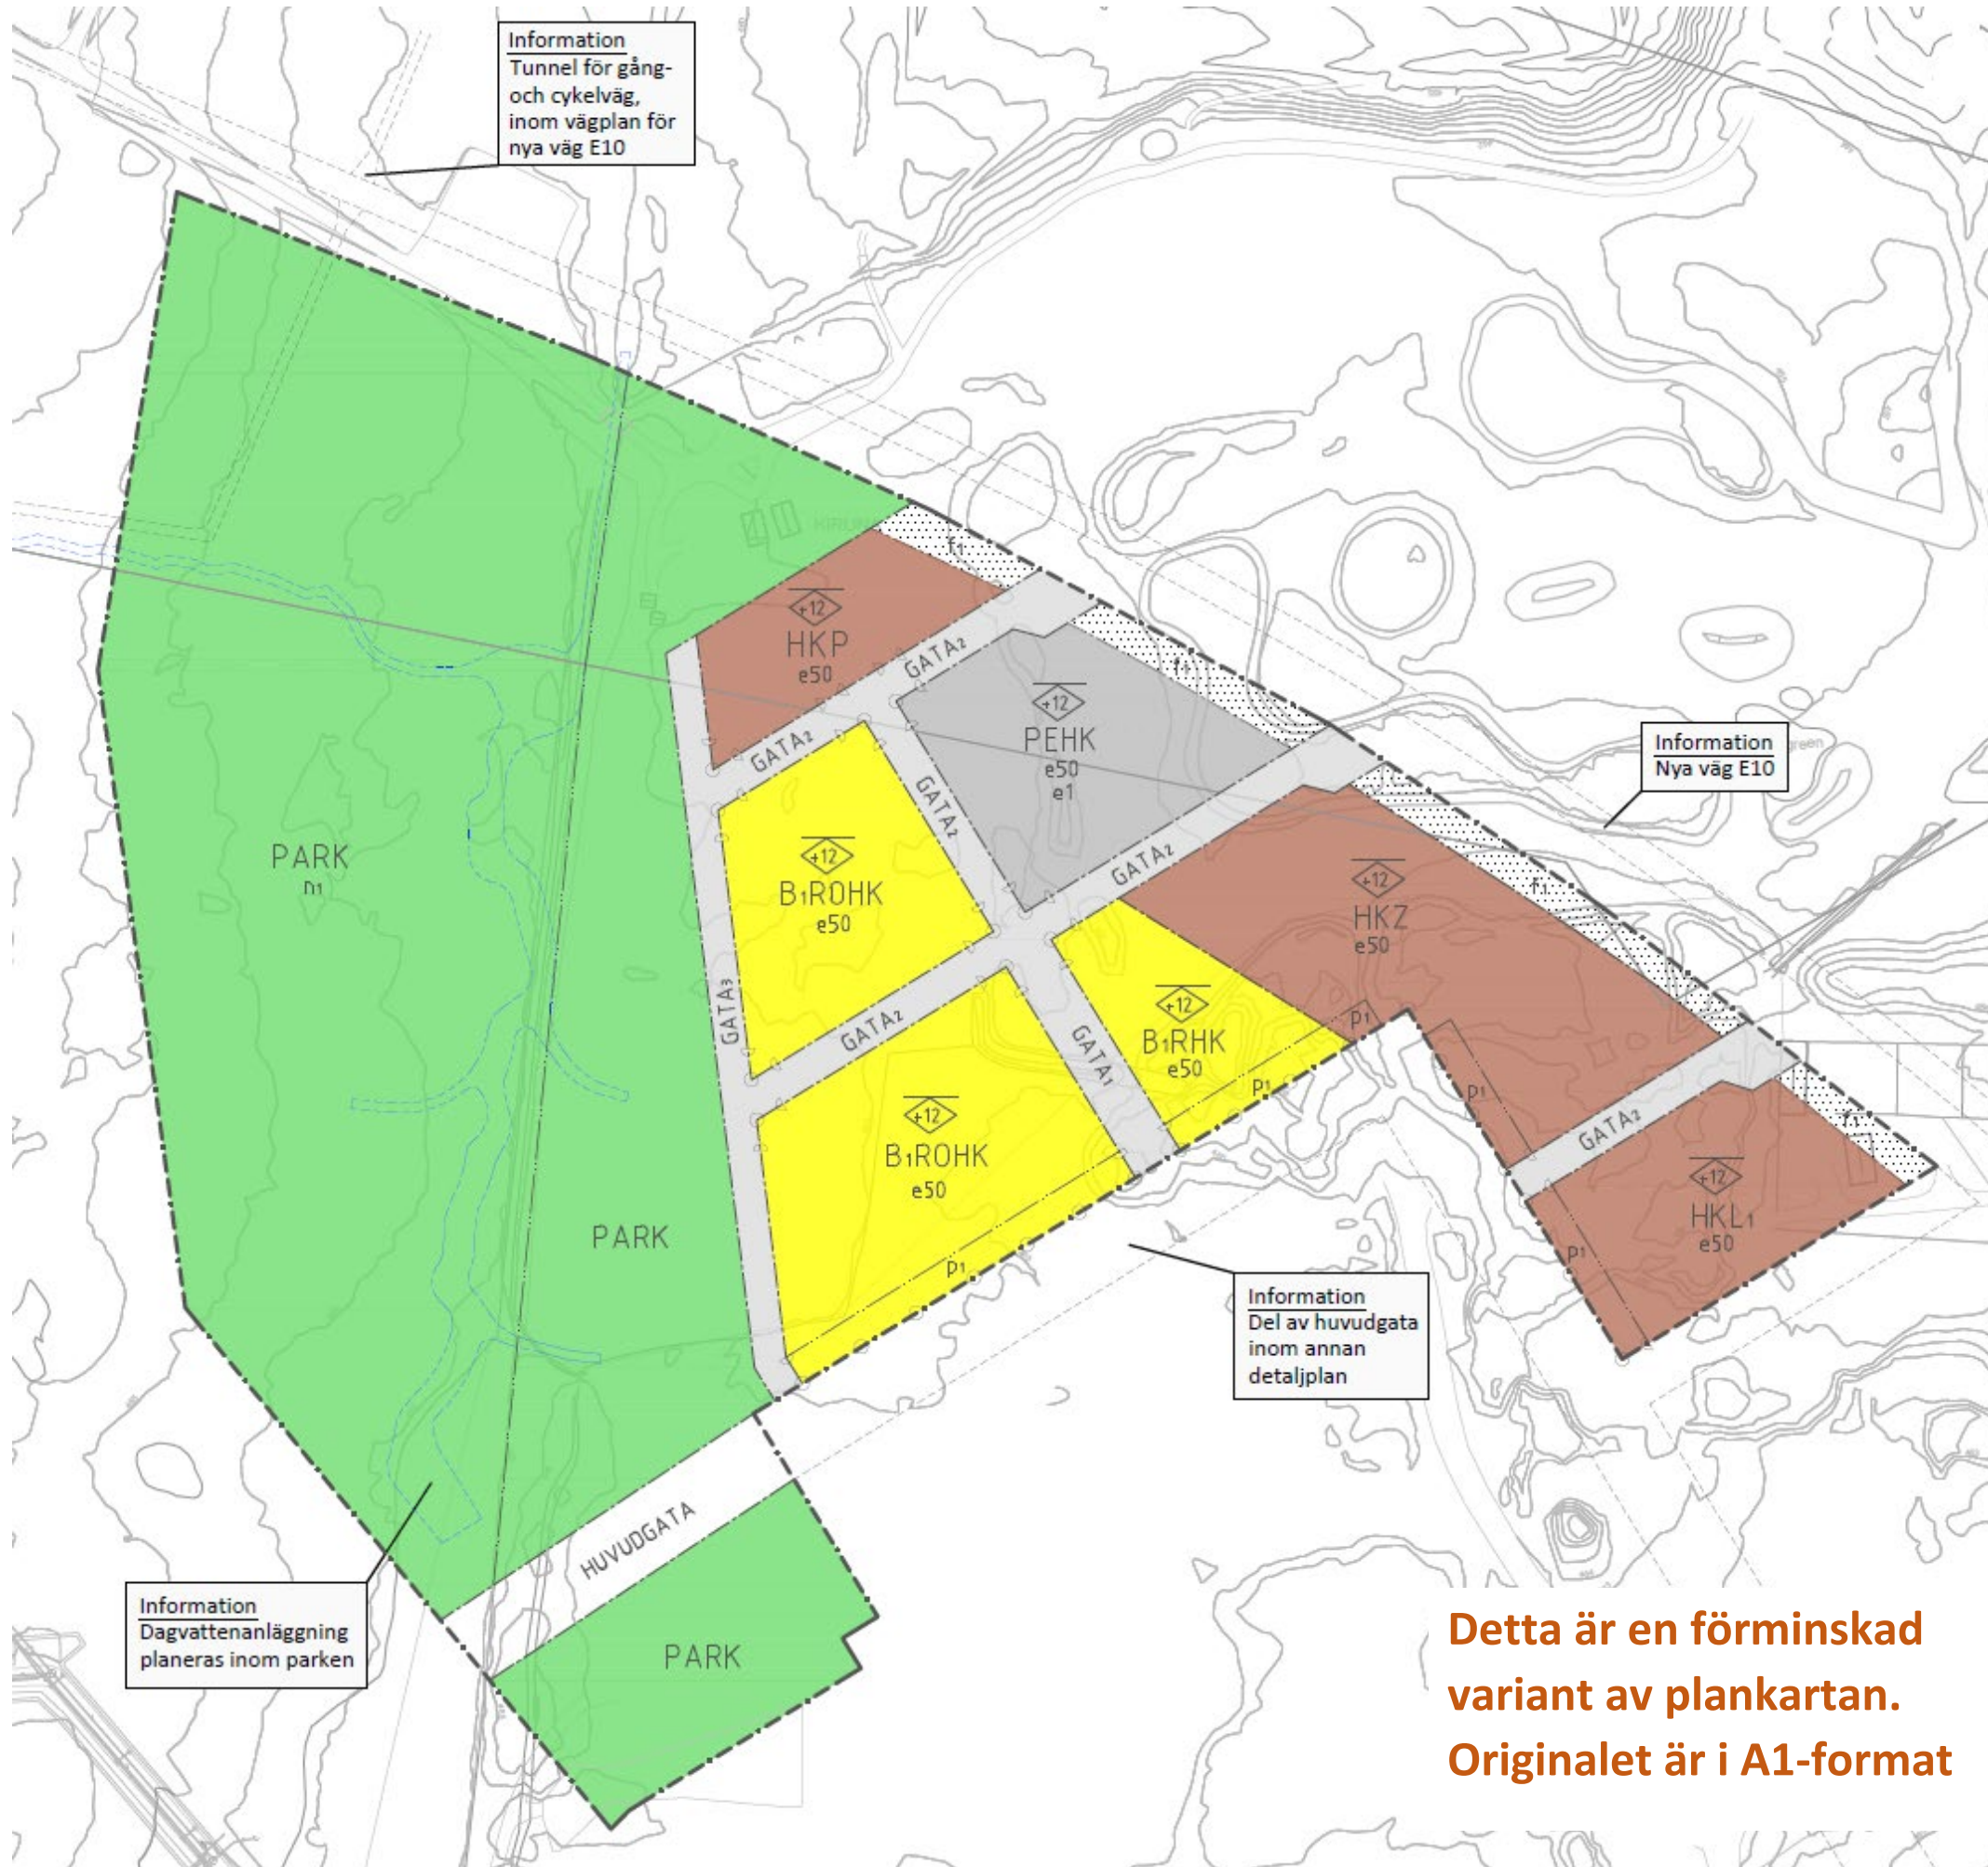 Information
Tunnel för gång-
och cykelväg,
inom vägplan för
nya väg E10
f1
+12
HKP
e50
GATA2
f1
+12
PEHK
e50
e1
GATA2
GATA2
Information
Nya väg E10
+12
B1ROHK
e50
GATA2
+12
HKZ
e50
f1
PARK
n1
GATA3
GATA2
GATA1
+12
B1RHK
e50
p1
p1
p1
+12
B1ROHK
e50
p1
GATA2
f1
+12
HKL1
e50
p1
PARK
Information
Del av huvudgata
inom annan
detaljplan
HUVUDGATA
Information
Dagvattenanläggning
planeras inom parken
PARK
Detta är en förminskad
variant av plankartan.
Originalet är i A1-format